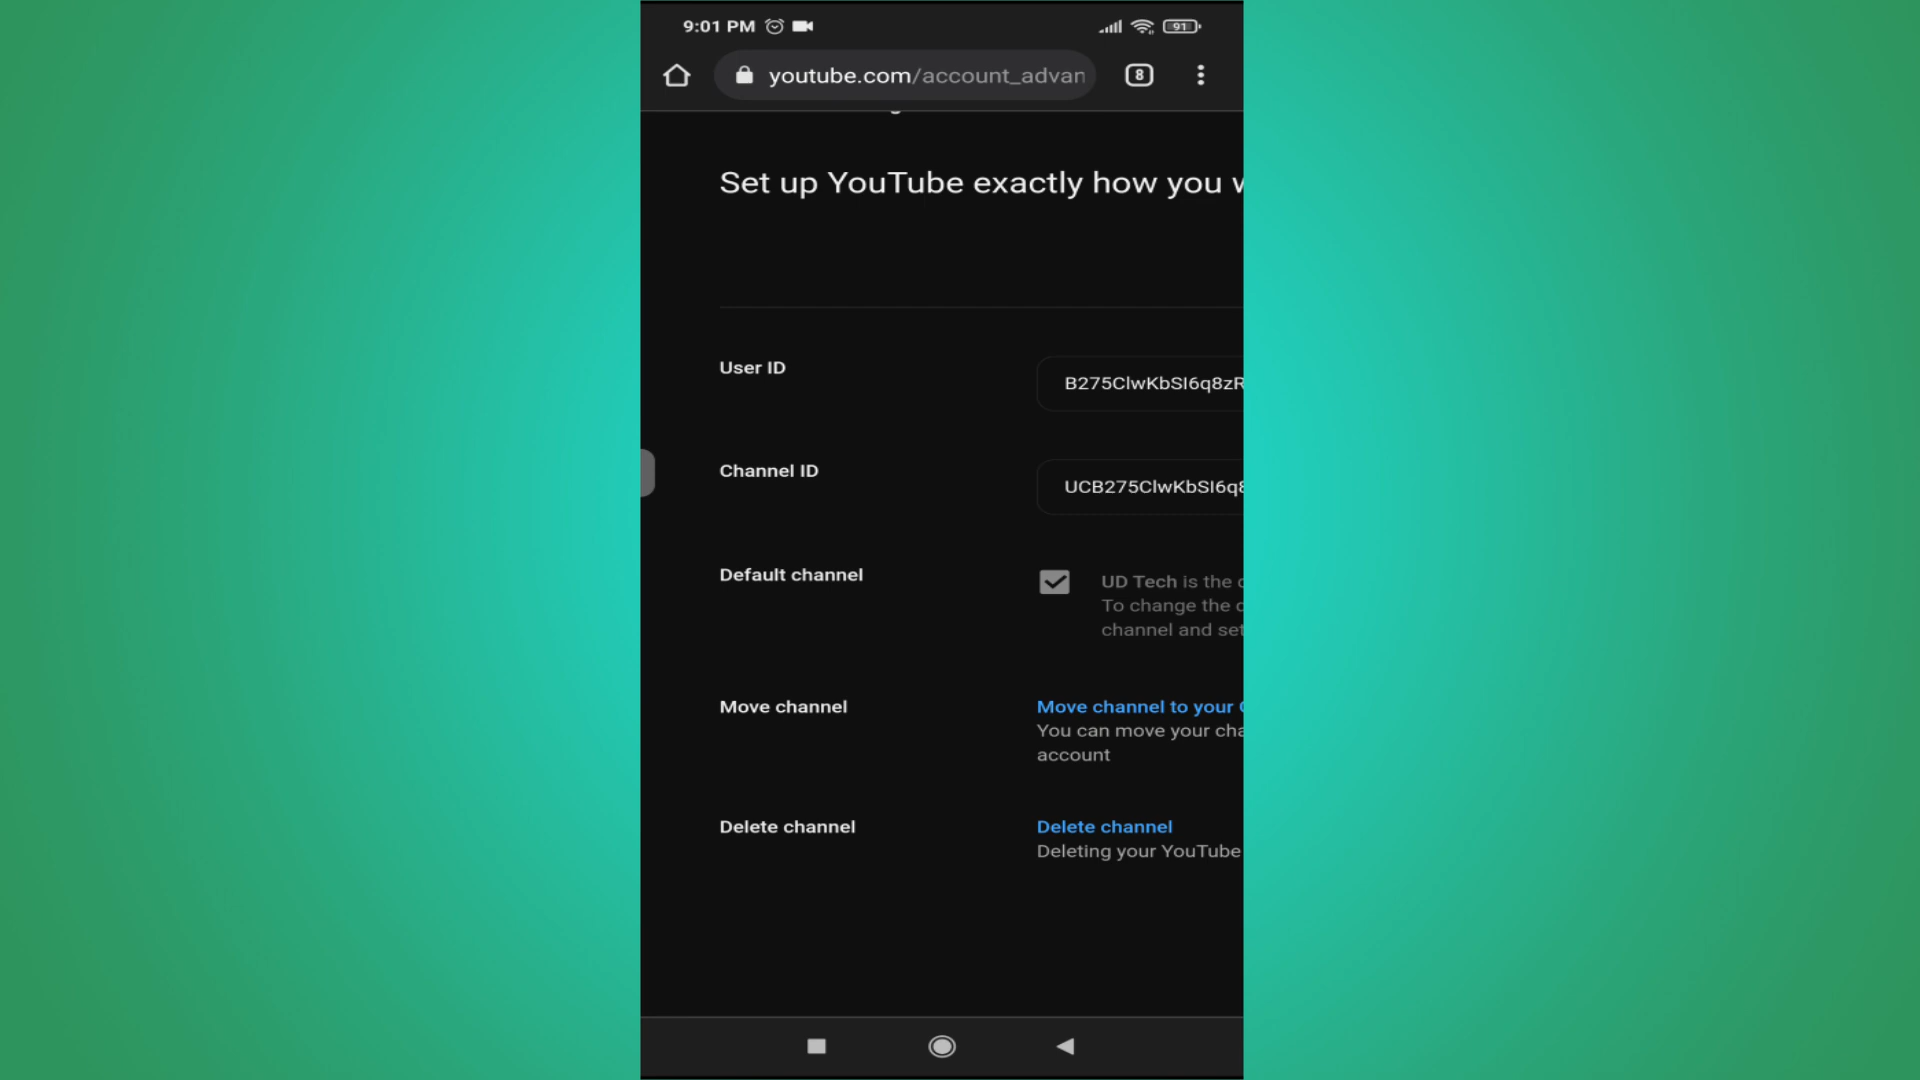 9:01 PM
91
youtube.com/account_advan
8
Set up YouTube exactly how you
User ID
B275ClwKbSI6q8z
Channel ID
UCB275ClwKbSI6q
Default channel
UD Tech is the
To change the
channel and set
Move channel
Move channel to your
You can move your cha
account
Delete channel
Delete channel
Deleting your YouTube